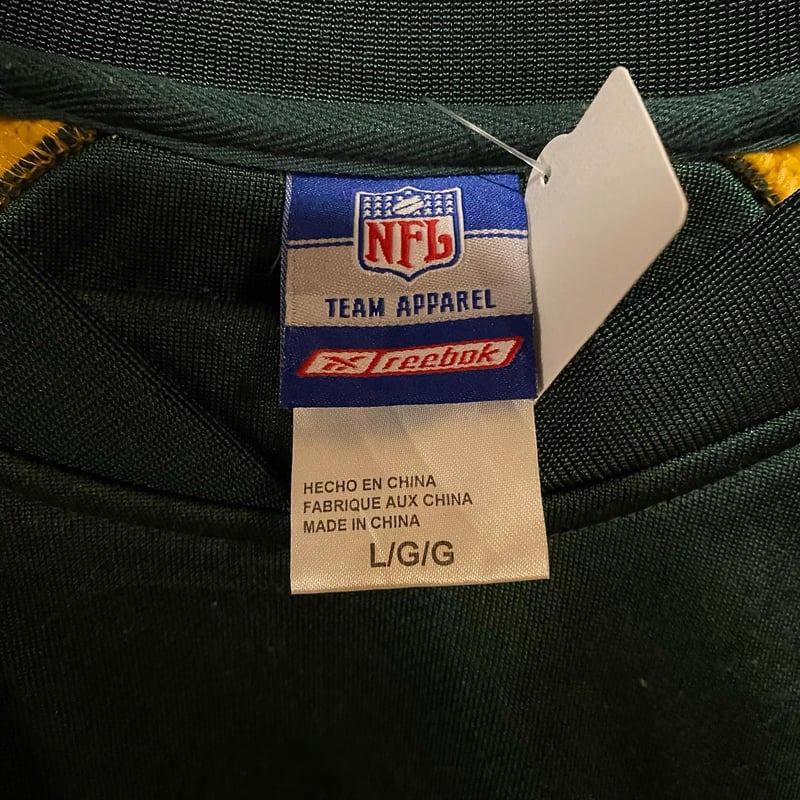 NFL
TEAM APPAREL
reebok
HECHO EN CHINA
FABRIQUE AUX CHINA
MADE IN CHINA
L/G/G